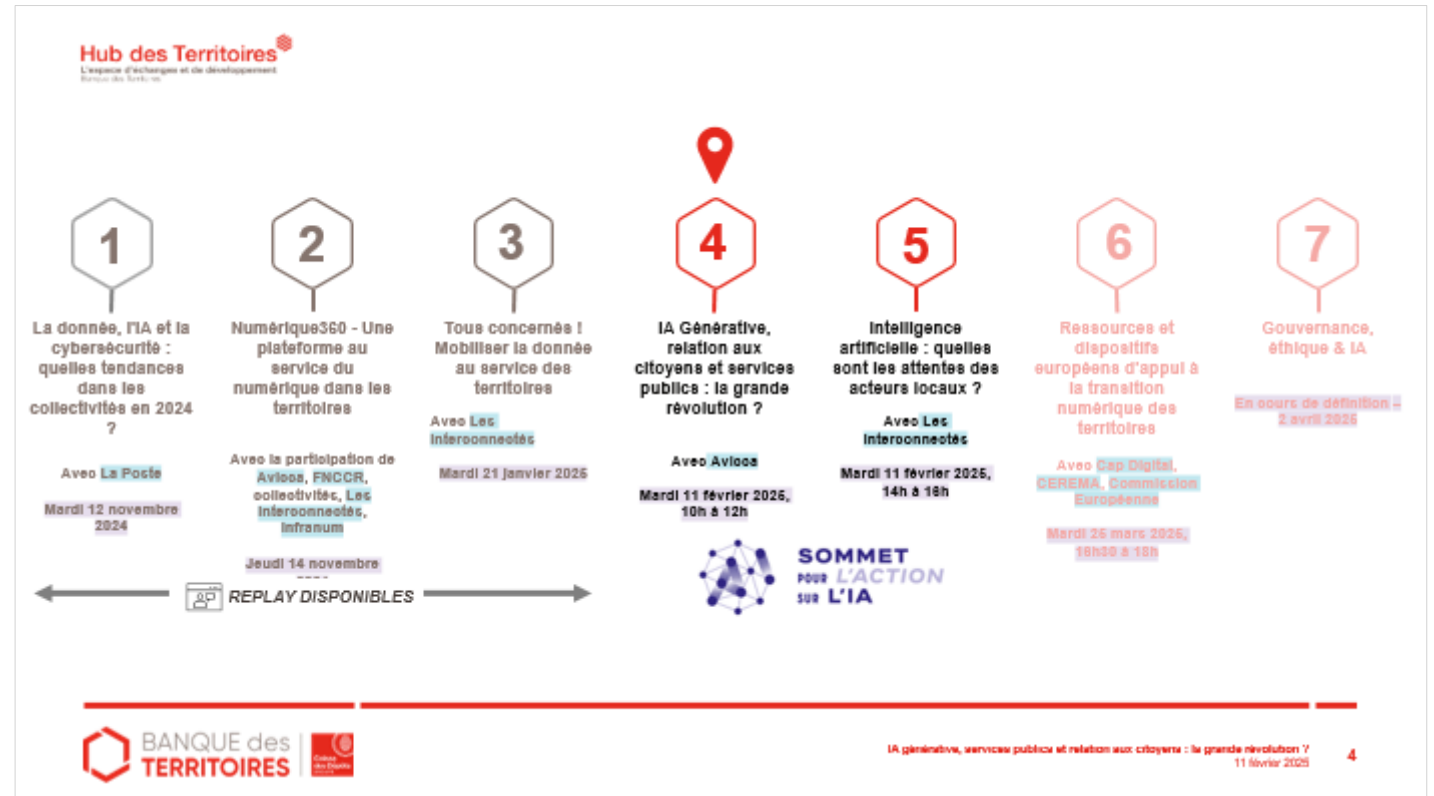 Hub des Territoires
L'espace d'échanges et de développement
Banque des Territoires
1
La donnée, l'IA et la
cybersécurité :
quelles tendances
dans les
collectivités en 2024
?
Avec La Poste
Mardi 12 novembre
2024
2
Numérique360 - Une
plateforme au
service du
numérique dans les
territoires
Avec la participation de
Avicca, FNCCR,
collectivités, Les
Interconnectés,
Infranum
Jeudi 14 novembre
3
Tous concernés !
Mobiliser la donnée
au service des
territoires
Avec Les
Interconnectés
Mardi 21 janvier 2025
4
IA Générative,
relation aux
citoyens et services
publics : la grande
révolution ?
Avec Avicca
Mardi 11 février 2025,
10h à 12h
5
Intelligence
artificielle : quelles
sont les attentes des
acteurs locaux ?
Avec Les
Interconnectés
Mardi 11 février 2025,
14h à 16h
6
Ressources et
dispositifs
européens d'appui à
la transition
numérique des
territoires
Avec Cap Digital,
CEREMA, Commission
Européenne
Mardi 25 mars 2025,
16h30 à 18h
7
Gouvernance,
éthique & IA
En cours de définition –
2 avril 2025
REPLAY DISPONIBLES
SOMMET
POUR L'ACTION
SUR L'IA
BANQUE des
TERRITOIRES
Caisse
des Dépôts
IA générative, services publics et relation aux citoyens : la grande révolution ?
11 février 2025
4